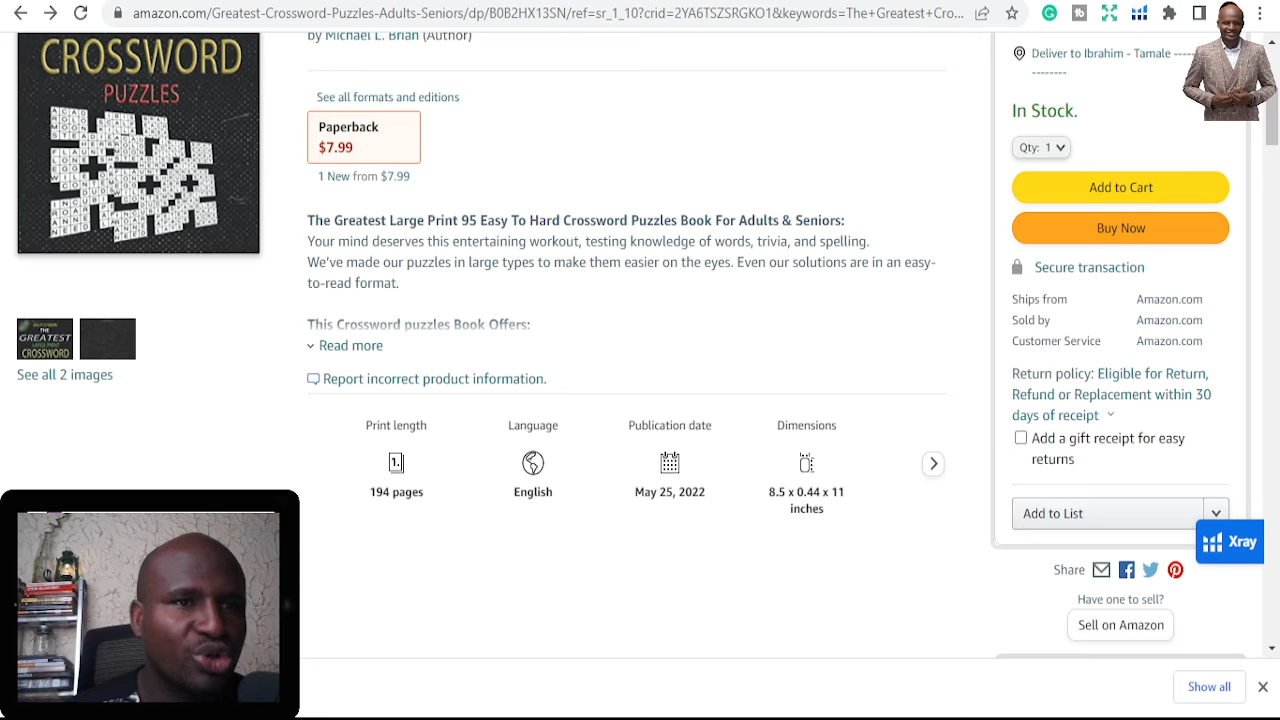 amazon.com/Greatest-Crossword-Puzzles-Adults-Seniors/dp/B0B2HX13SN/ref=sr_1_10?crid=2YA6TSZSRGKO1&keywords=The+Greatest+Cro...
by Michael L. Brian (Author)
CROSSWORD
PUZZLES
See all formats and editions
Paperback
$7.99
1 New from $7.99
The Greatest Large Print 95 Easy To Hard Crossword Puzzles Book For Adults & Seniors:
Your mind deserves this entertaining workout, testing knowledge of words, trivia, and spelling.
We've made our puzzles in large types to make them easier on the eyes. Even our solutions are in an easy-
to-read format.
This Crossword puzzles Book Offers:
Read more
Report incorrect product information.
THE
GREATEST
CROSSWORD
See all 2 images
Print length
Language
Publication date
Dimensions
1.
194 pages
English
May 25, 2022
8.5 x 0.44 x 11
inches
Deliver to Ibrahim - Tamale -----
--------
In Stock.
Qty: 1
Add to Cart
Buy Now
Secure transaction
Ships from Amazon.com
Sold by Amazon.com
Customer Service Amazon.com
Return policy: Eligible for Return,
Refund or Replacement within 30
days of receipt
Add a gift receipt for easy
returns
Add to List
Xray
Share
Have one to sell?
Sell on Amazon
Show all